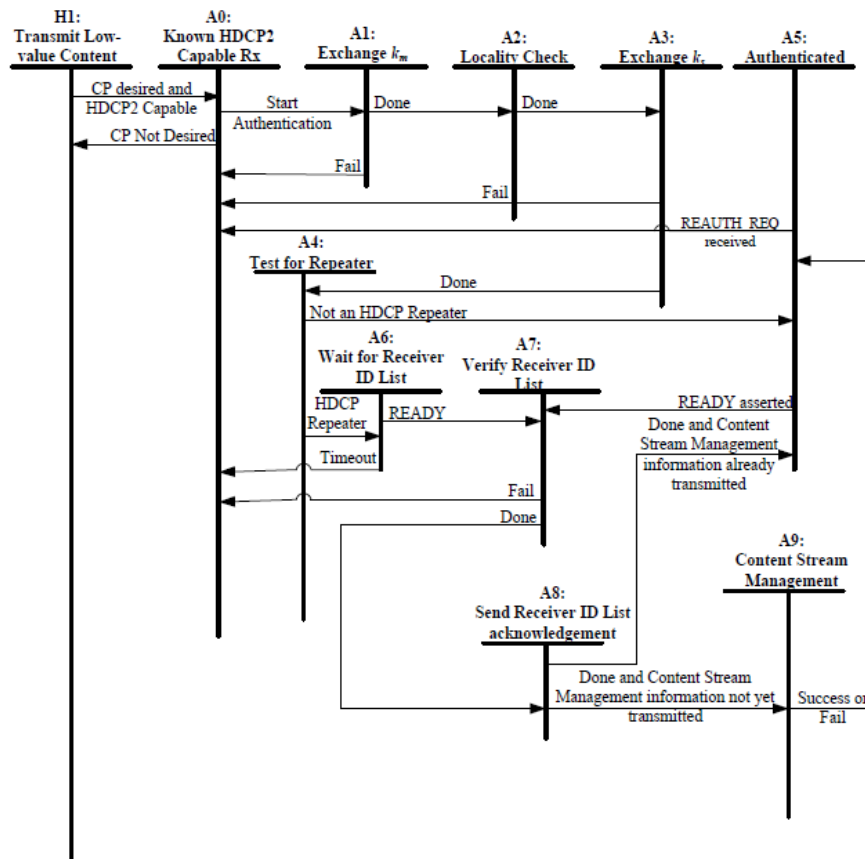 H1:
Transmit Low-
value Content
A0:
Known HDCP2
Capable Rx
A1:
Exchange km
A2:
Locality Check
A3:
Exchange ks
A5:
Authenticated
CP desired and
HDCP2 Capable
Start
Authentication
Done
Done
CP Not Desired
Fail
Fail
REAUTH_REQ
received
A4:
Test for Repeater
Done
Not an HDCP Repeater
A6:
Wait for Receiver
ID List
A7:
Verify Receiver ID
List
HDCP
Repeater
READY
READY asserted
Done and Content
Stream Management
information already
transmitted
Timeout
Fail
Done
A9:
Content Stream
Management
A8:
Send Receiver ID List
acknowledgement
Done and Content Stream
Management information not yet
transmitted
Success or
Fail